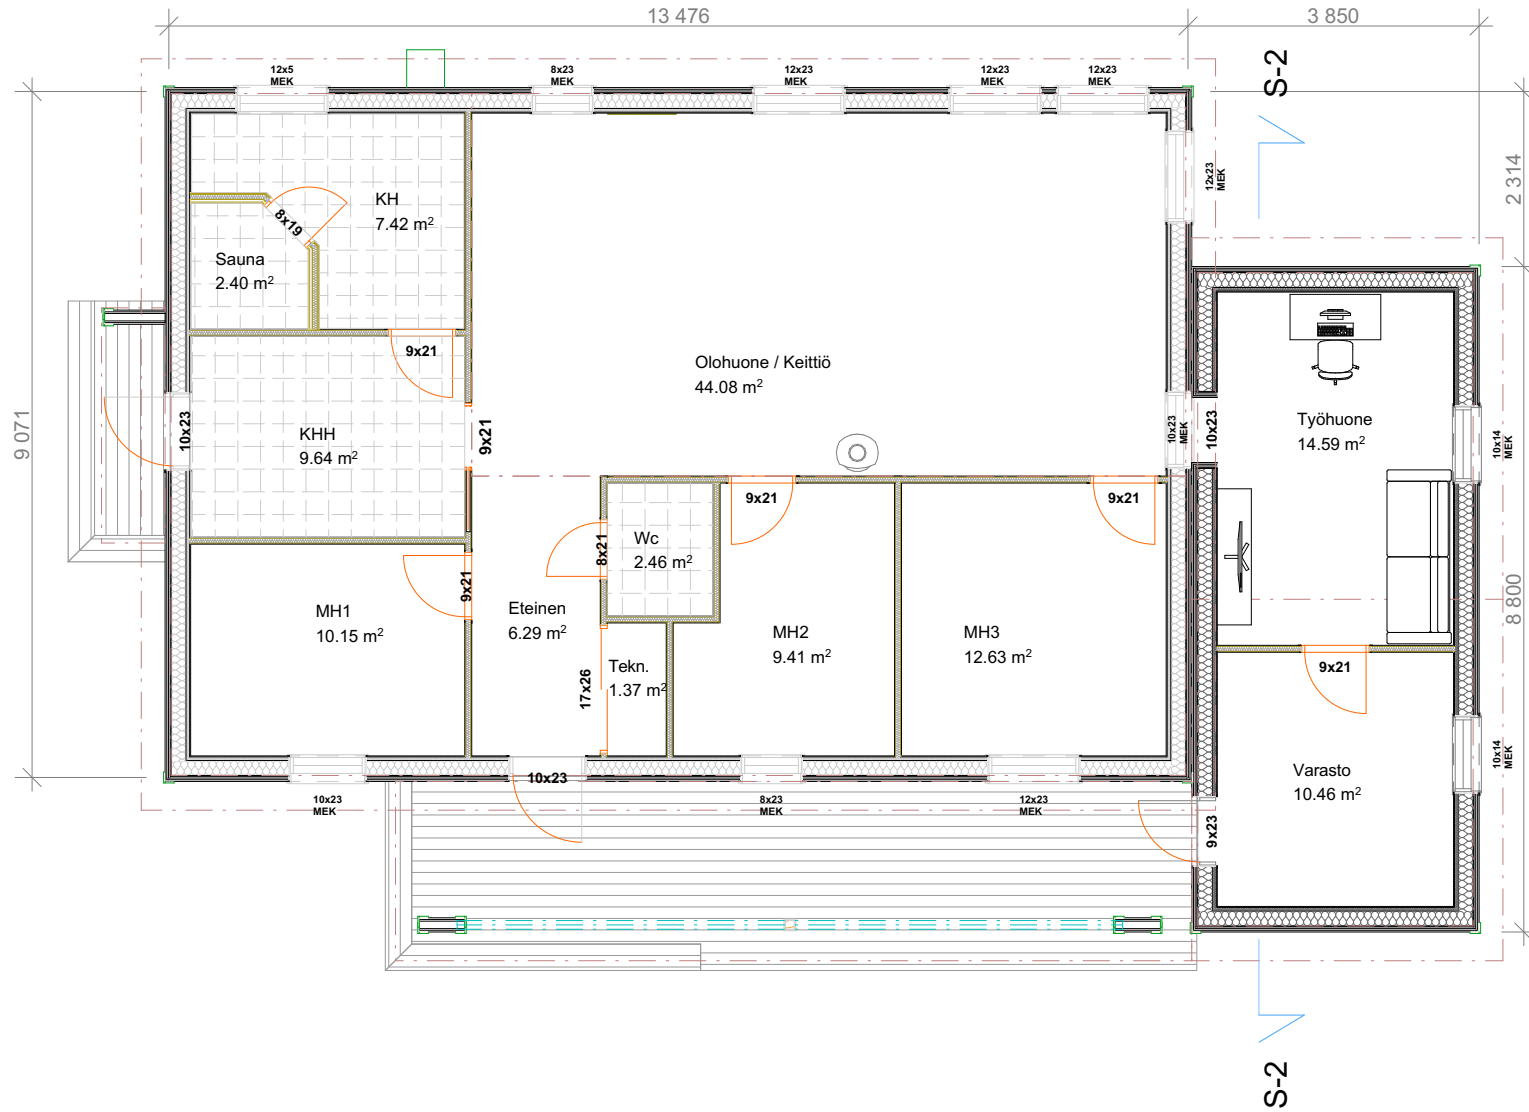 13 476
3 850
S-2
12x5
MEK
8x23
MEK
12x23
MEK
12x23
MEK
12x23
MEK
12x23
MEK
2 314
KH
7.42 m²
8x19
Sauna
2.40 m²
9x21
Olohuone / Keittiö
44.08 m²
9 071
10x23
KHH
9.64 m²
9x21
10x23
MEK
10x23
Työhuone
14.59 m²
10x14
MEK
9x21
9x21
Wc
2.46 m²
8x21
9x21
MH1
10.15 m²
Eteinen
6.29 m²
Tekn.
1.37 m²
17x26
MH2
9.41 m²
MH3
12.63 m²
8 800
9x21
10x23
10x23
MEK
8x23
MEK
12x23
MEK
Varasto
10.46 m²
10x14
MEK
9x23
S-2